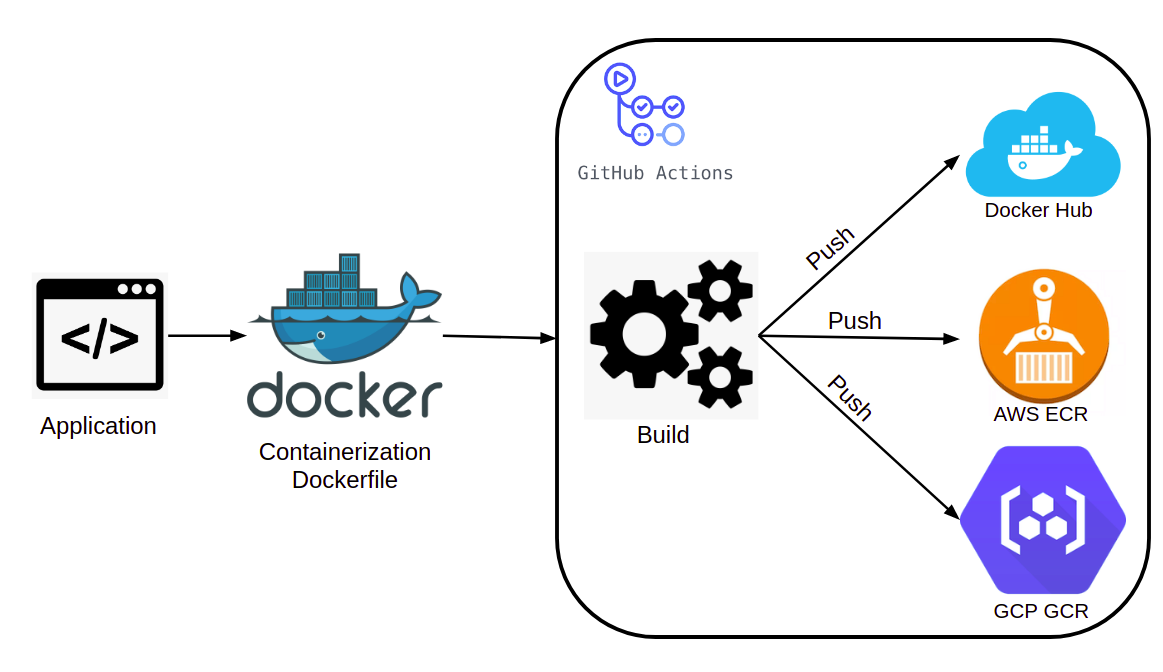 GitHub Actions
Docker Hub
Push
</>
docker
Push
AWS ECR
Application
Build
Containerization
Dockerfile
Push
GCP GCR